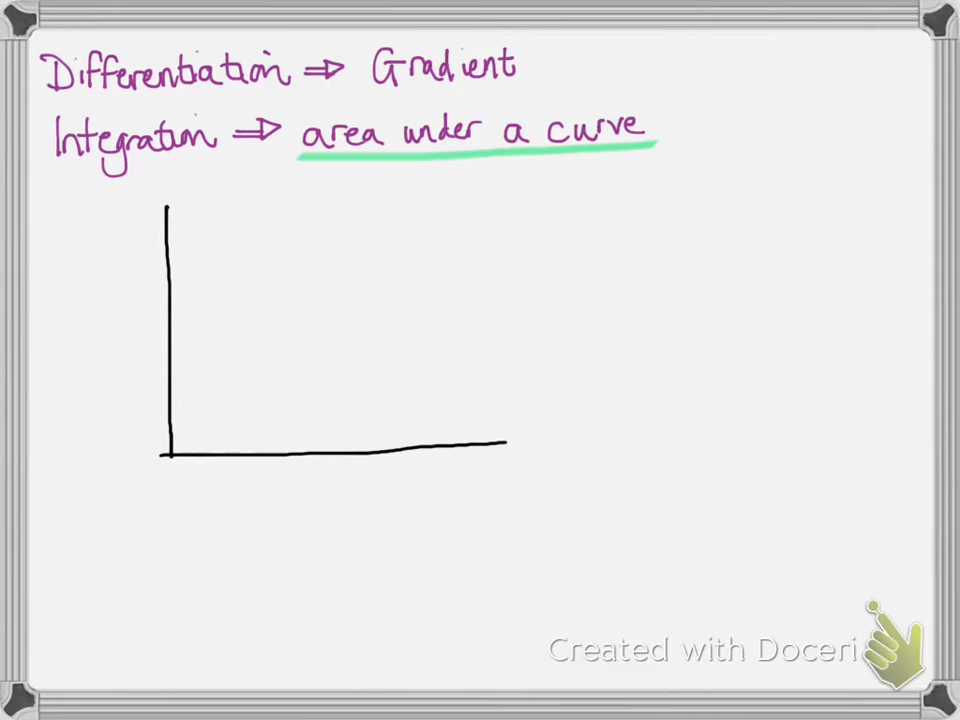 Differentiation ⇒ Gradient
Integration ⇒ area under a curve
Created with Doceri